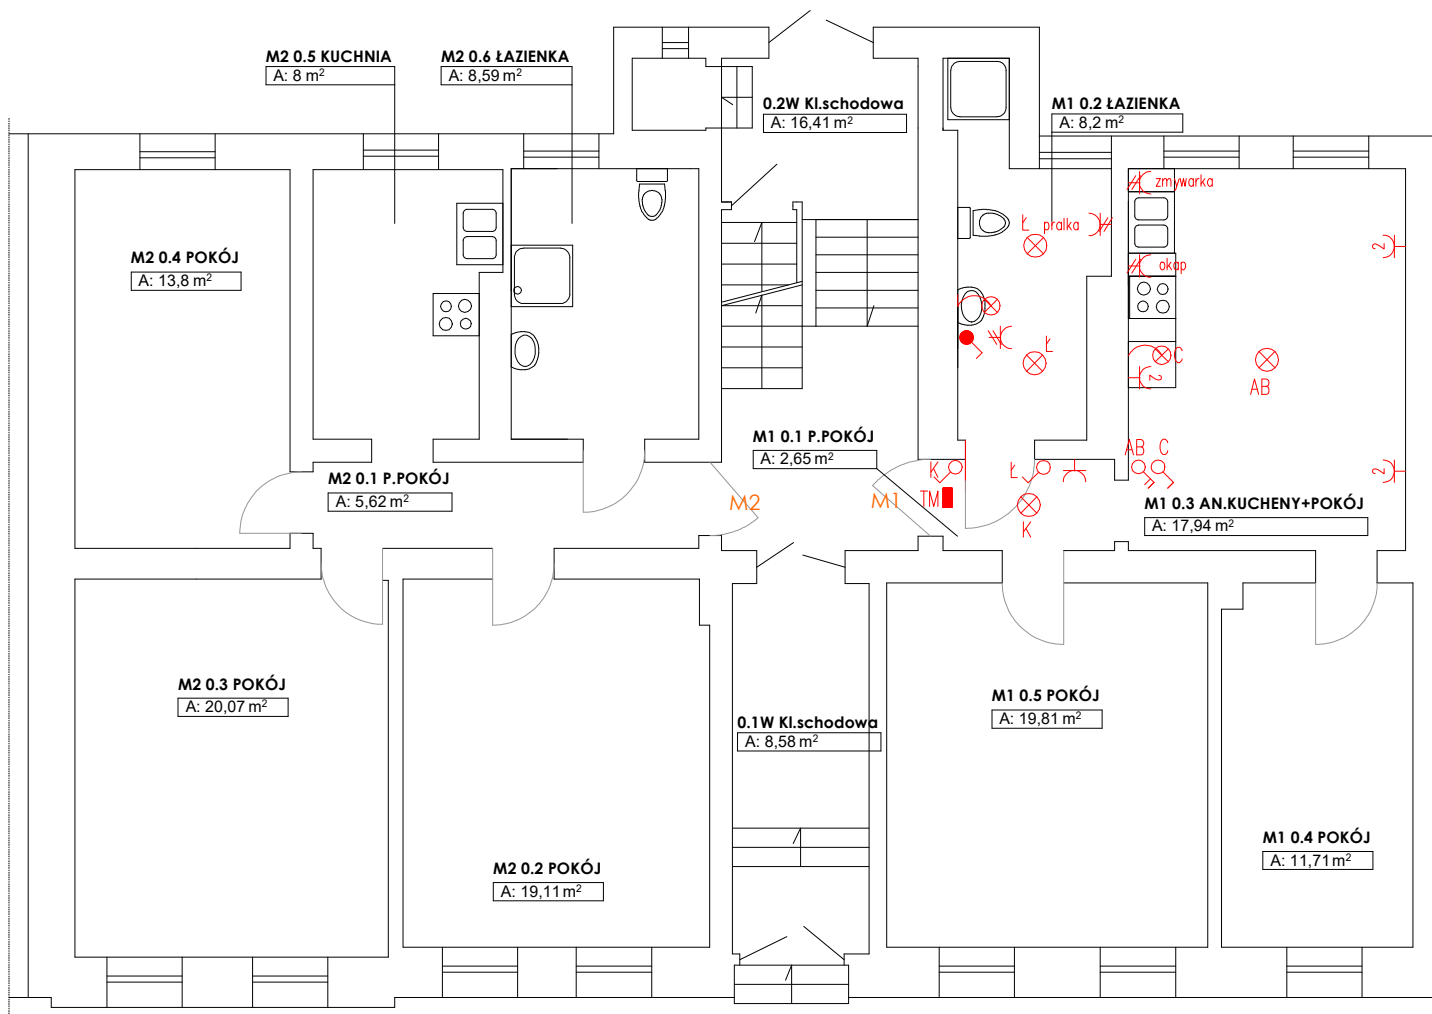 M2 0.5 KUCHNIA
A: 8 m²
M2 0.6 ŁAZIENKA
A: 8,59 m²
0.2W Kl.schodowa
A: 16,41 m²
M1 0.2 ŁAZIENKA
A: 8,2 m²
zmywarka
Ł
pralka
2
okap
M2 0.4 POKÓJ
A: 13,8 m²
Ł
C
2
AB
M1 0.1 P.POKÓJ
A: 2,65 m²
AB C
K
Ł
2
M2 0.1 P.POKÓJ
A: 5,62 m²
M2
M1
TM
K
M1 0.3 AN.KUCHENY+POKÓJ
A: 17,94 m²
M2 0.3 POKÓJ
A: 20,07 m²
M1 0.5 POKÓJ
A: 19,81 m²
0.1W Kl.schodowa
A: 8,58 m²
M1 0.4 POKÓJ
A: 11,71 m²
M2 0.2 POKÓJ
A: 19,11 m²